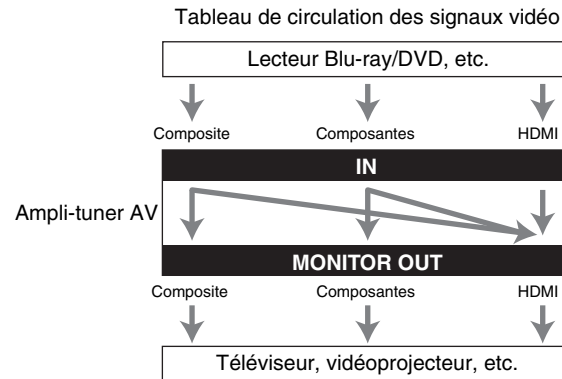 Tableau de circulation des signaux vidéo
Lecteur Blu-ray/DVD, etc.
Composite Composantes HDMI
IN
Ampli-tuner AV
MONITOR OUT
Composite Composantes HDMI
Téléviseur, vidéoprojecteur, etc.